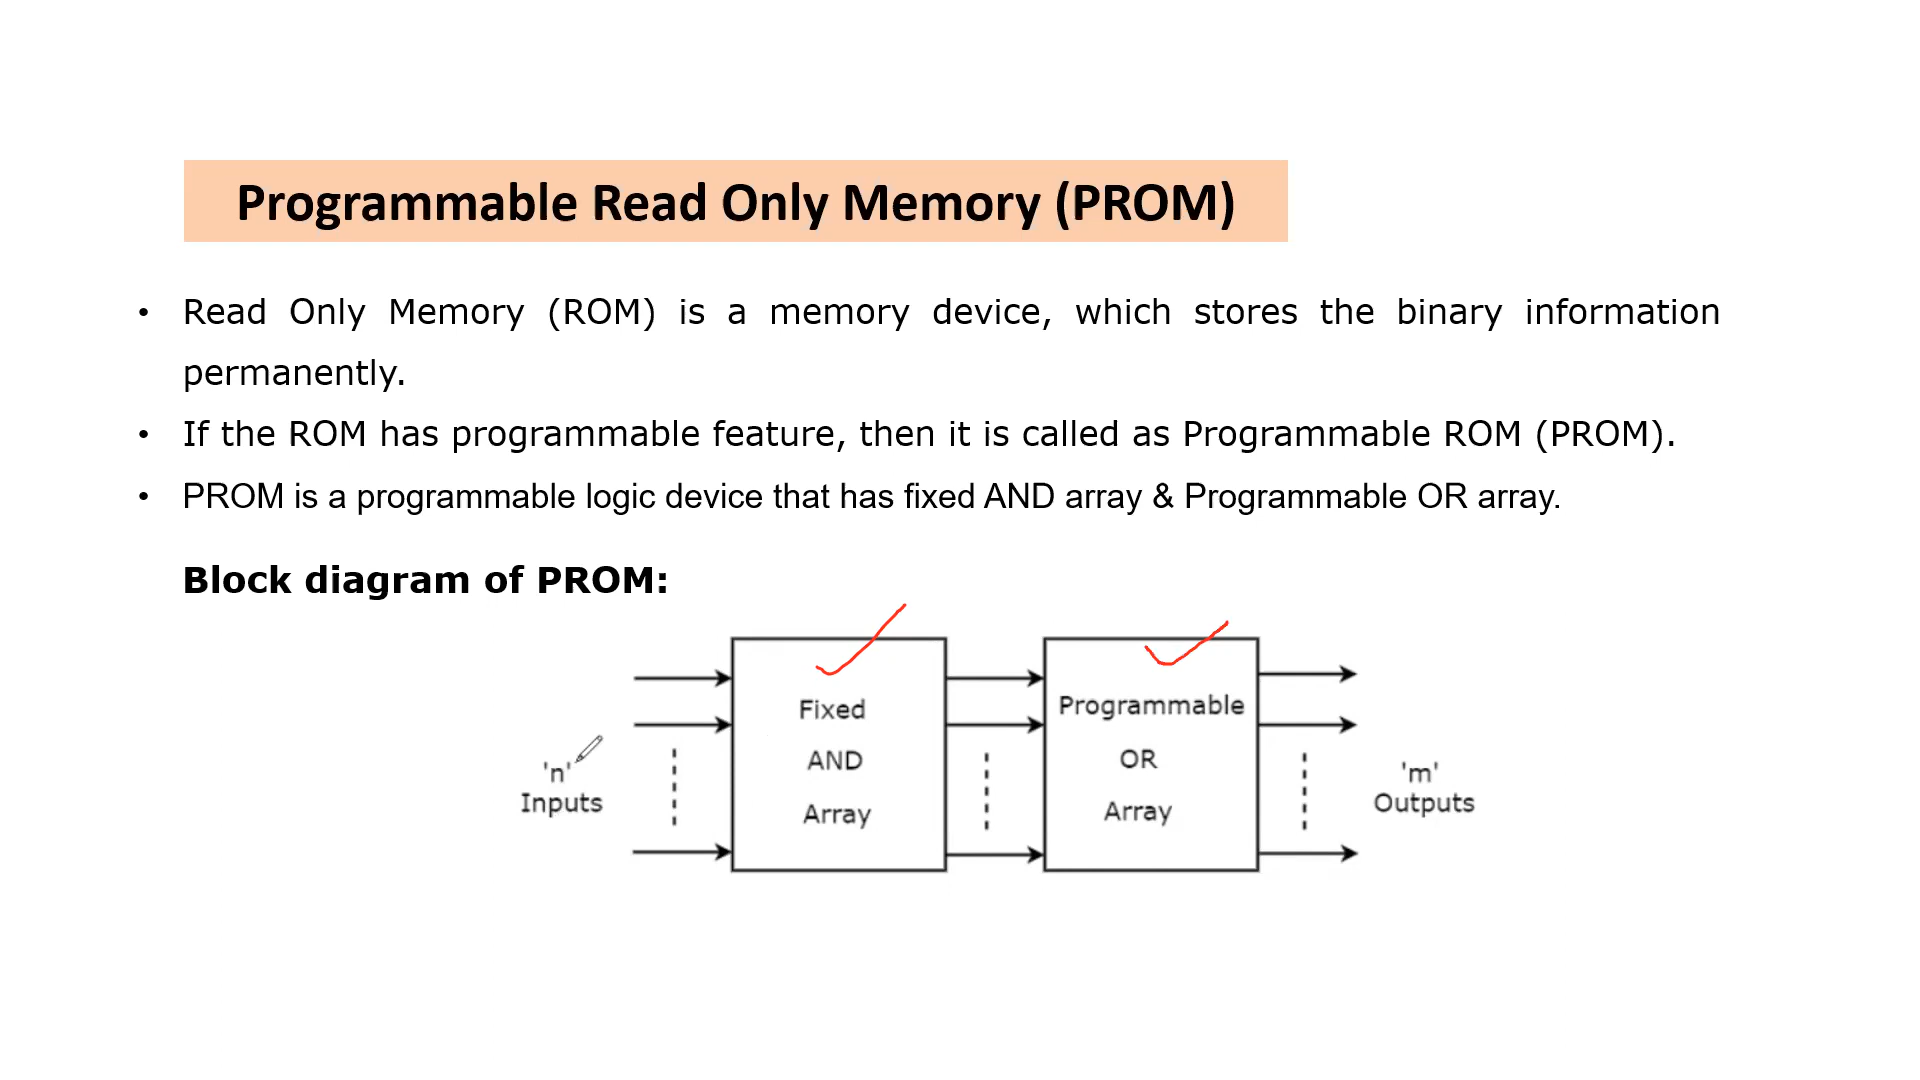 Programmable Read Only Memory (PROM)
• Read Only Memory (ROM) is a memory device, which stores the binary information
permanently.
• If the ROM has programmable feature, then it is called as Programmable ROM (PROM).
• PROM is a programmable logic device that has fixed AND array & Programmable OR array.
Block diagram of PROM:
'n'
Inputs
Fixed
AND
Array
Programmable
OR
Array
'm'
Outputs